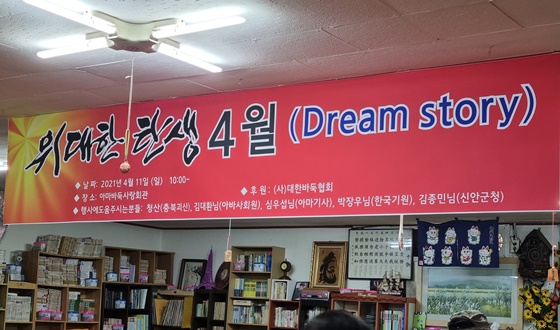 위대한 탄생 4월 (Dream story)
◆ 날 짜: 2021년 4월 11일 (일) 10:00~
◆ 후 원: (사)대한바둑협회
◆ 장 소: 아마바둑사랑회관
◆ 행사에도움주시는분들: 청산(충북괴산), 김대환님(아바사회원), 심우섭님(아마기사), 박장우님(한국기원), 김종민님(신안군청)